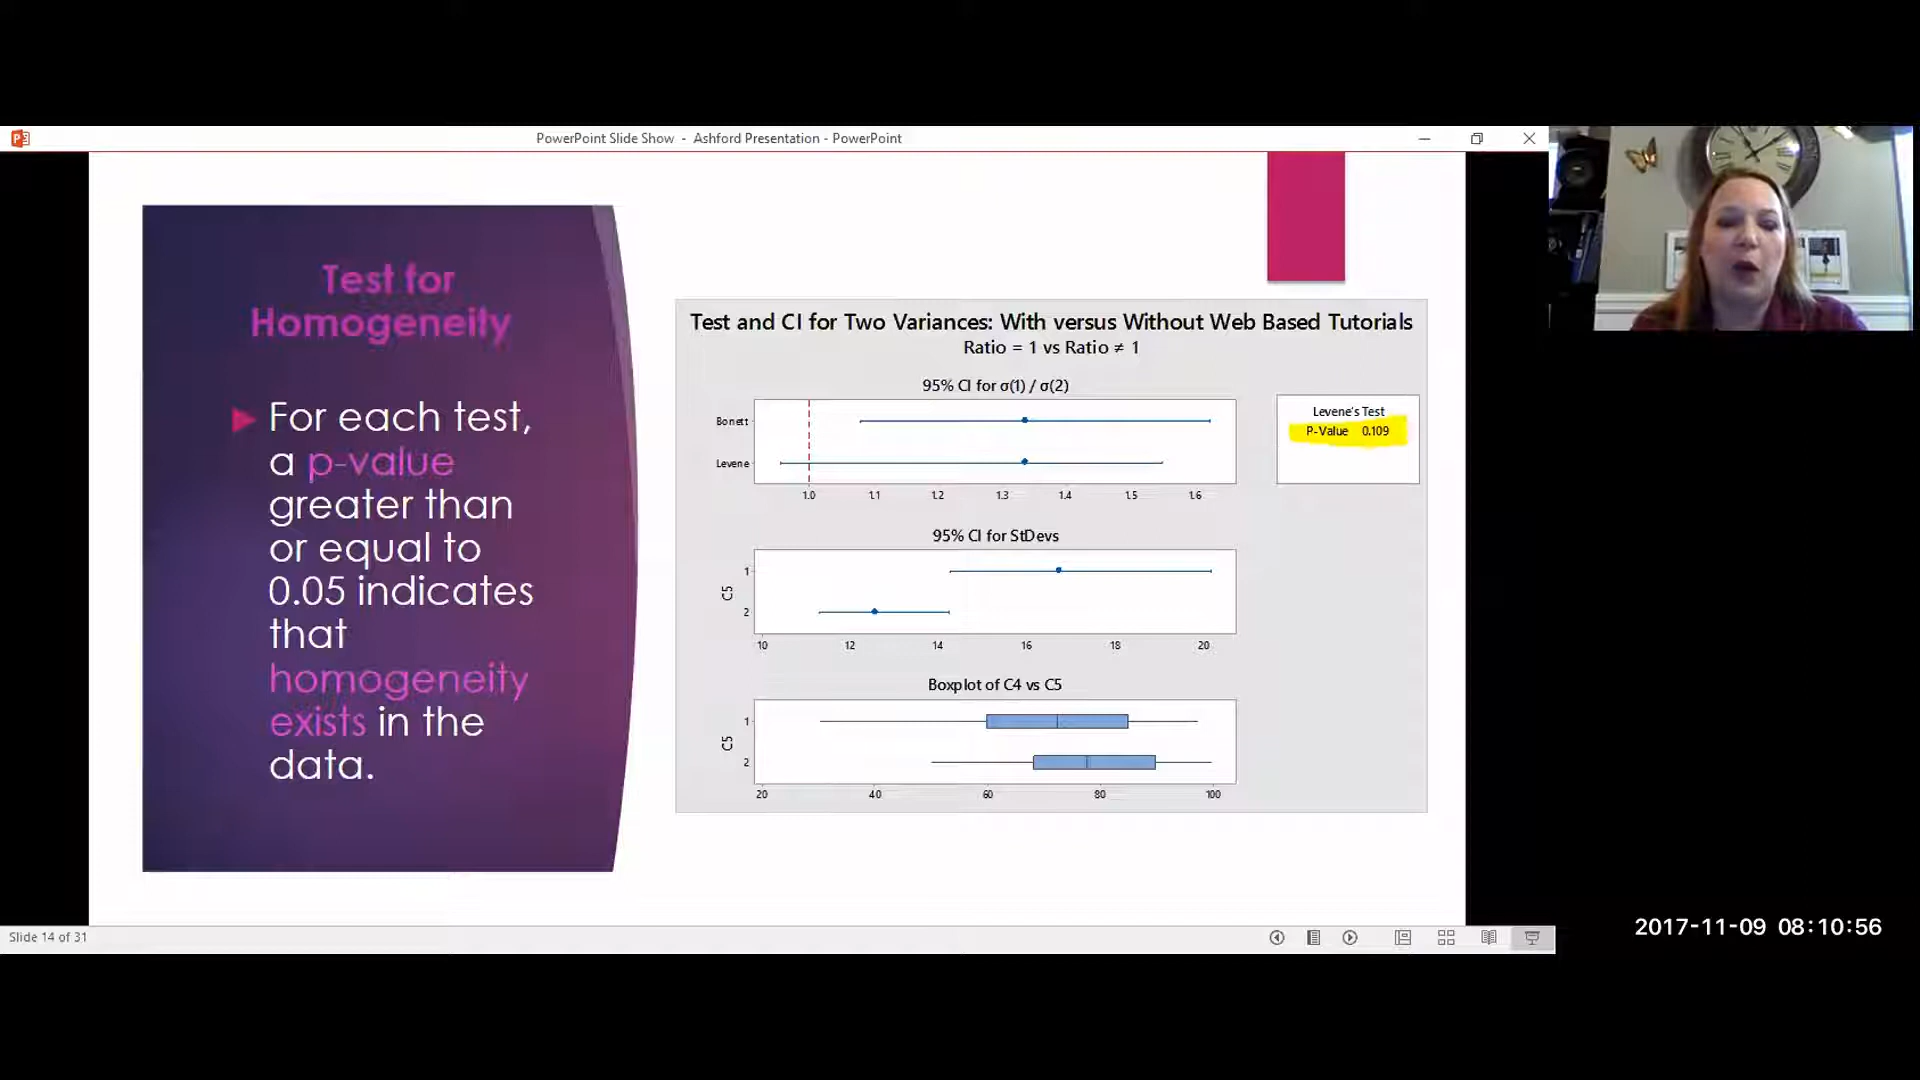 PowerPoint Slide Show - Ashford Presentation - PowerPoint
Test for
Homogeneity
For each test,
a p-value
greater than
or equal to
0.05 indicates
that
homogeneity
exists in the
data.
Test and CI for Two Variances: With versus Without Web Based Tutorials
Ratio = 1 vs Ratio ≠ 1
95% CI for σ(1) / σ(2)
Bonett
Levene
1.0 1.1 1.2 1.3 1.4 1.5 1.6
Levene's Test
P-Value 0.109
95% CI for StDevs
C5
1
2
10 12 14 16 18 20
Boxplot of C4 vs C5
C5
1
2
20 40 60 80 100
Slide 14 of 31
2017-11-09 08:10:56